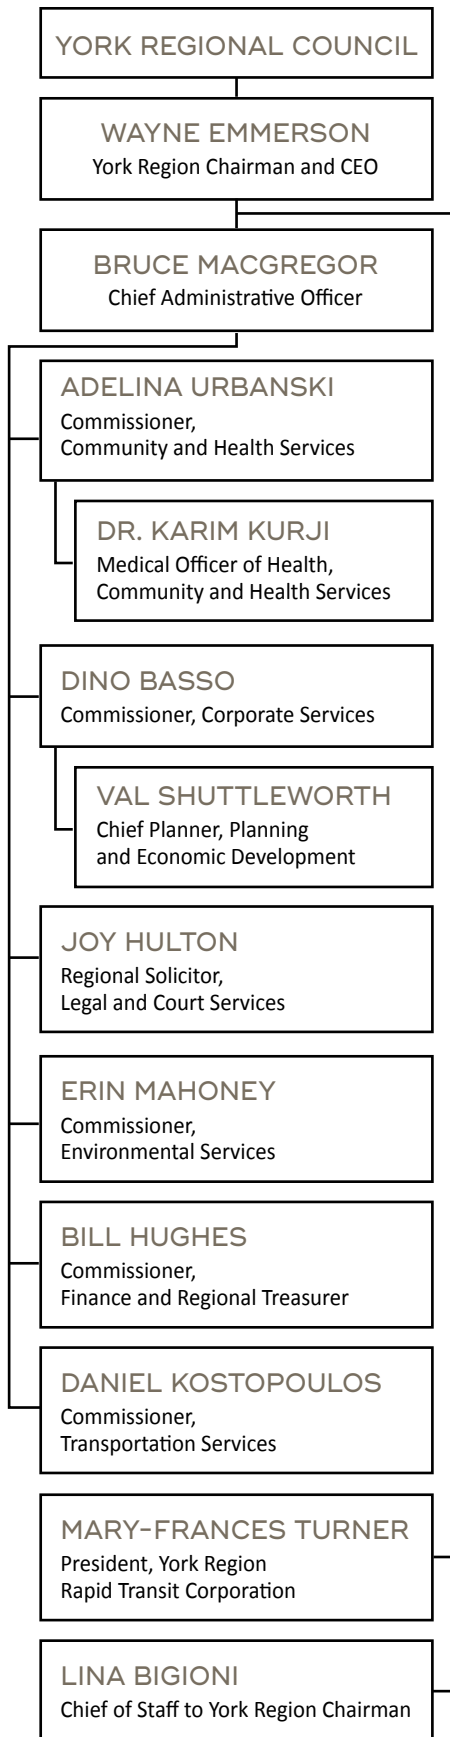 YORK REGIONAL COUNCIL
WAYNE EMMERSON
York Region Chairman and CEO
BRUCE MACGREGOR
Chief Administrative Officer
ADELINA URBANSKI
Commissioner,
Community and Health Services
DR. KARIM KURJI
Medical Officer of Health,
Community and Health Services
DINO BASSO
Commissioner, Corporate Services
VAL SHUTTLEWORTH
Chief Planner, Planning
and Economic Development
JOY HULTON
Regional Solicitor,
Legal and Court Services
ERIN MAHONEY
Commissioner,
Environmental Services
BILL HUGHES
Commissioner,
Finance and Regional Treasurer
DANIEL KOSTOPOULOS
Commissioner,
Transportation Services
MARY-FRANCES TURNER
President, York Region
Rapid Transit Corporation
LINA BIGIONI
Chief of Staff to York Region Chairman